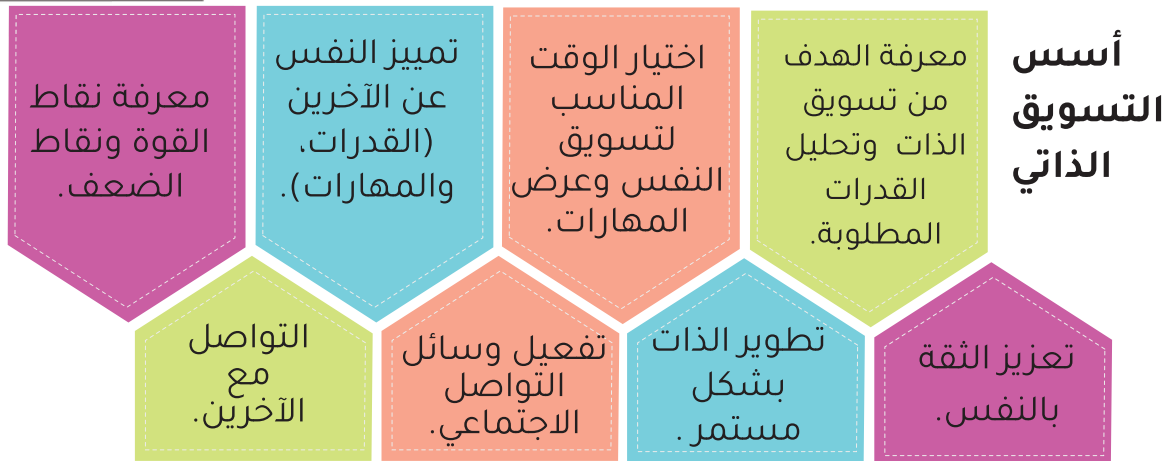 أسس
التسويق
الذاتي
معرفة الهدف
من تسويق
الذات وتحليل
القدرات
المطلوبة.
اختيار الوقت
المناسب
لتسويق
النفس وعرض
المهارات.
تمييز النفس
عن الآخرين
(القدرات،
والمهارات).
معرفة نقاط
القوة ونقاط
الضعف.
تعزيز الثقة
بالنفس.
تطوير الذات
بشكل
مستمر .
تفعيل وسائل
التواصل
الاجتماعي.
التواصل
مع
الآخرين.